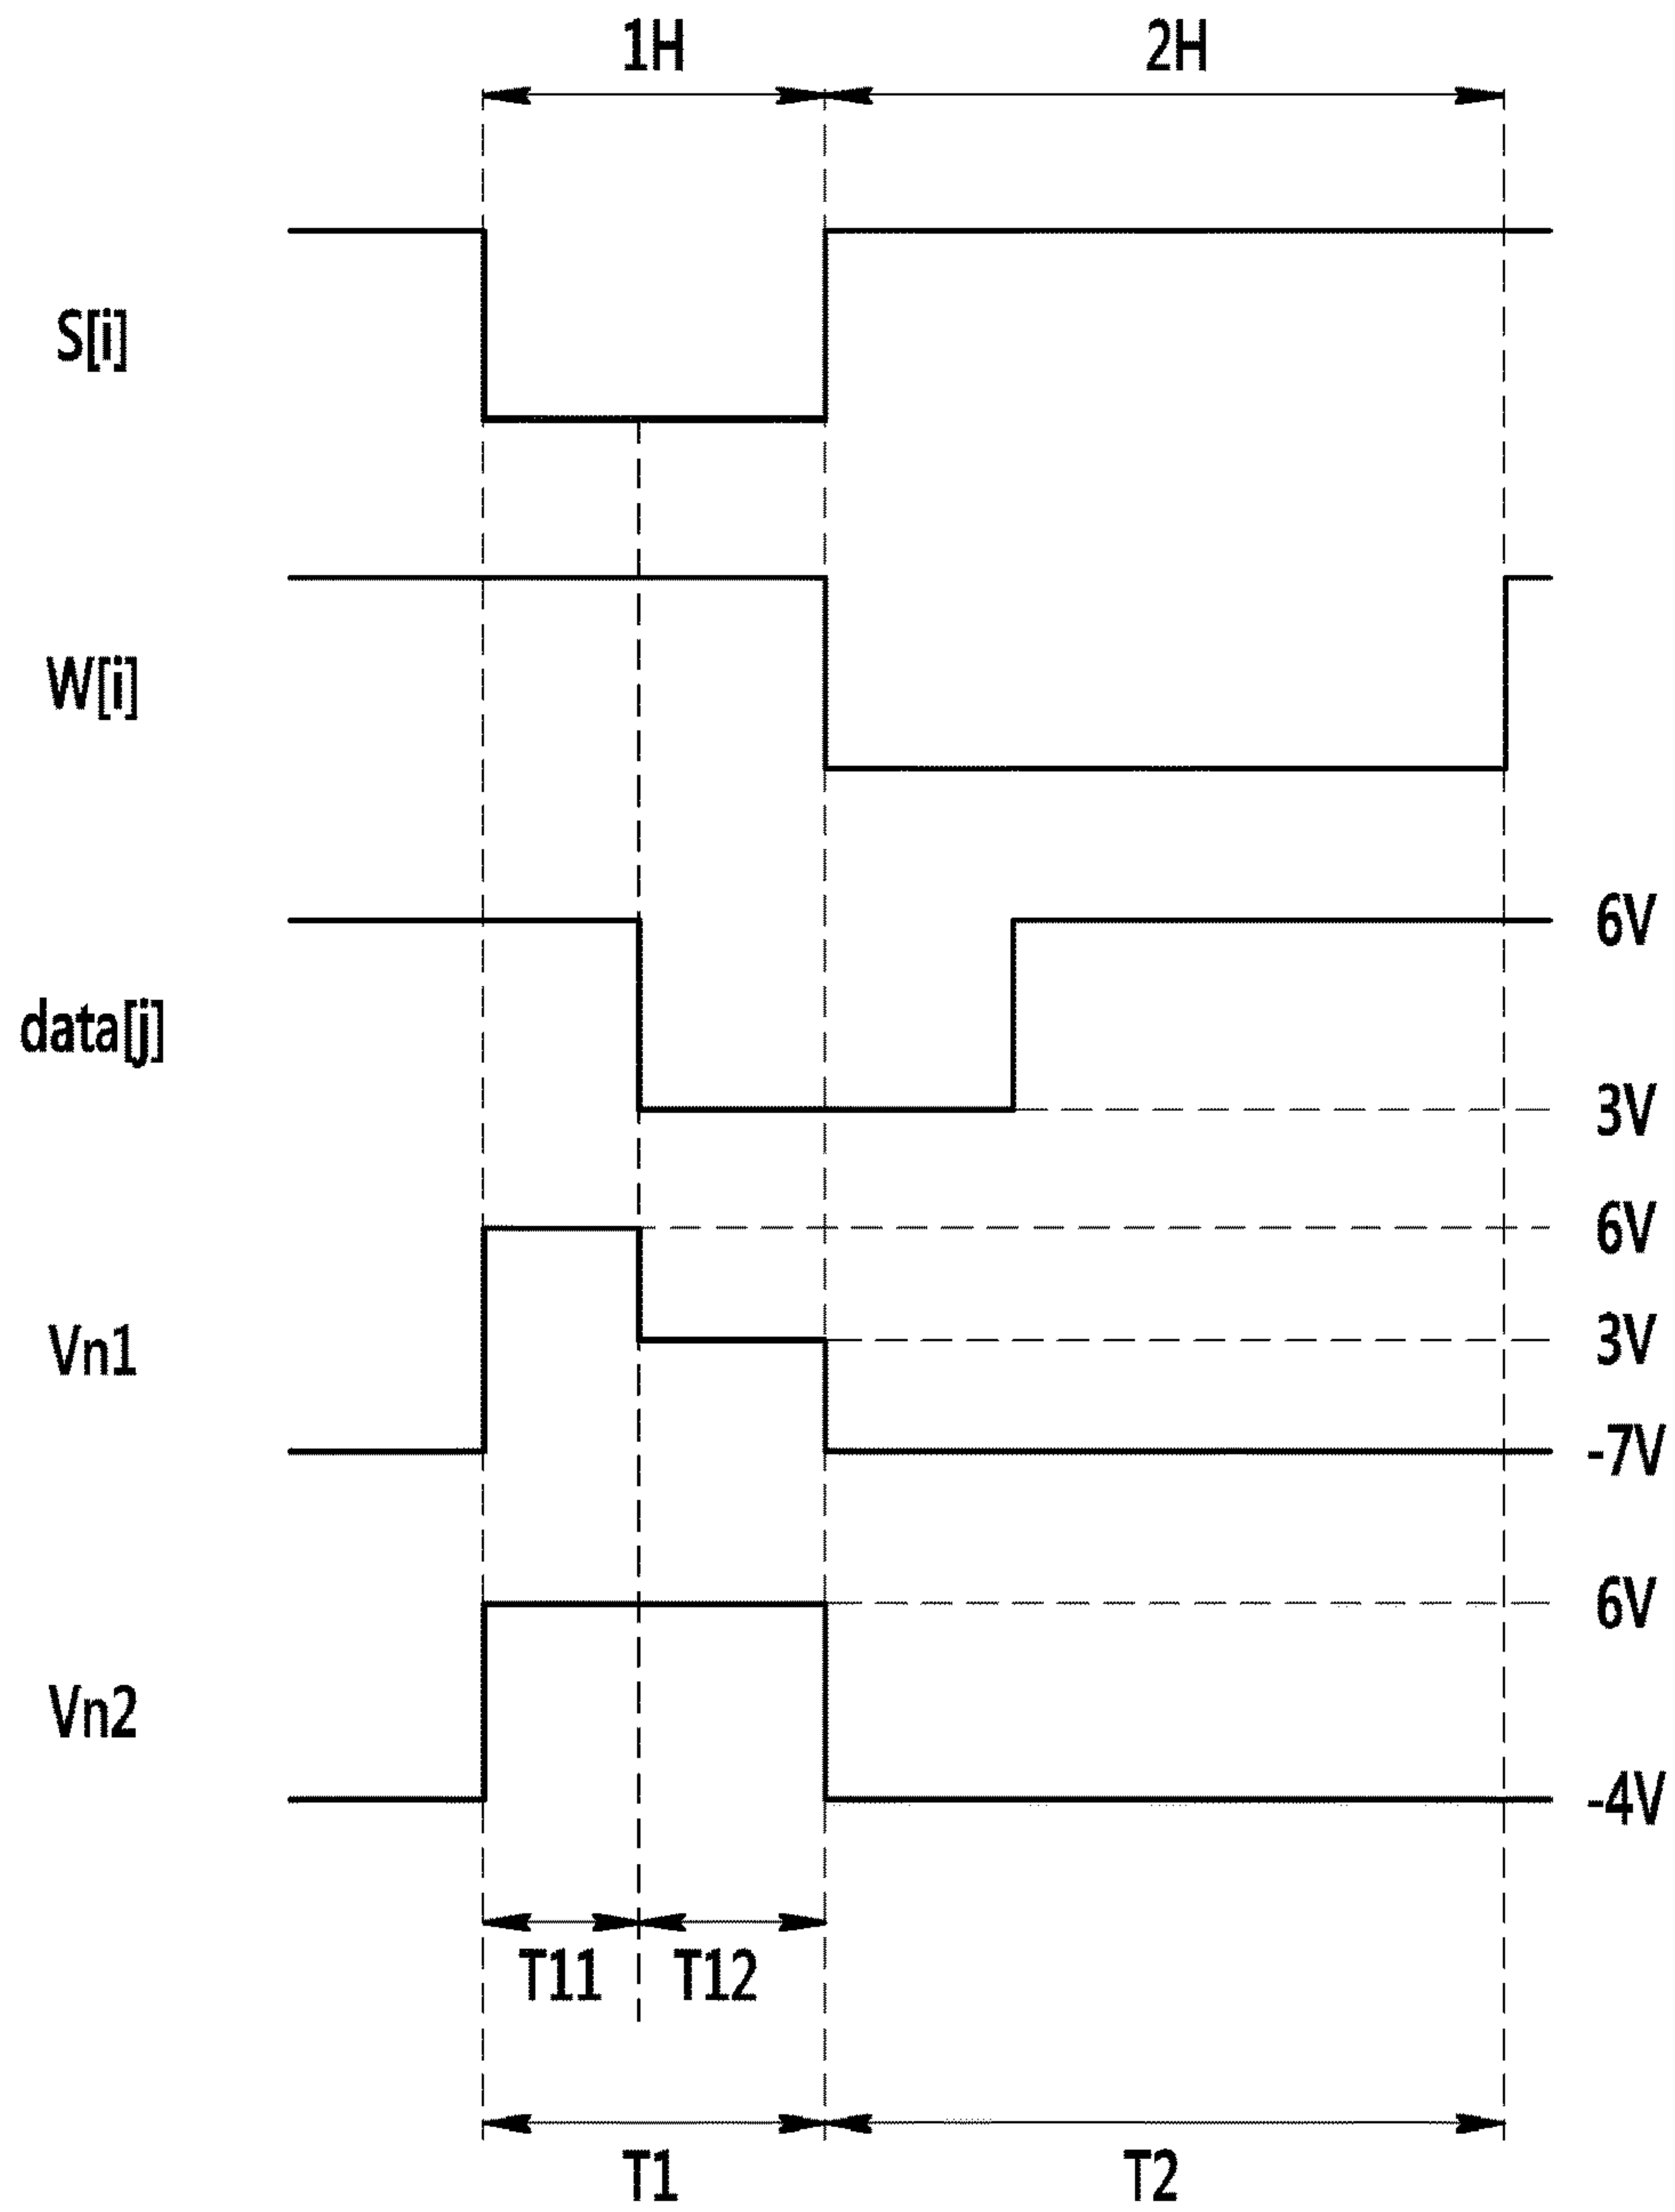 1H 2H
S[i]
W[i]
6V
data[j]
3V
6V
Vn1 3V
-7V
6V
Vn2
-4V
T11 T12
T1 T2